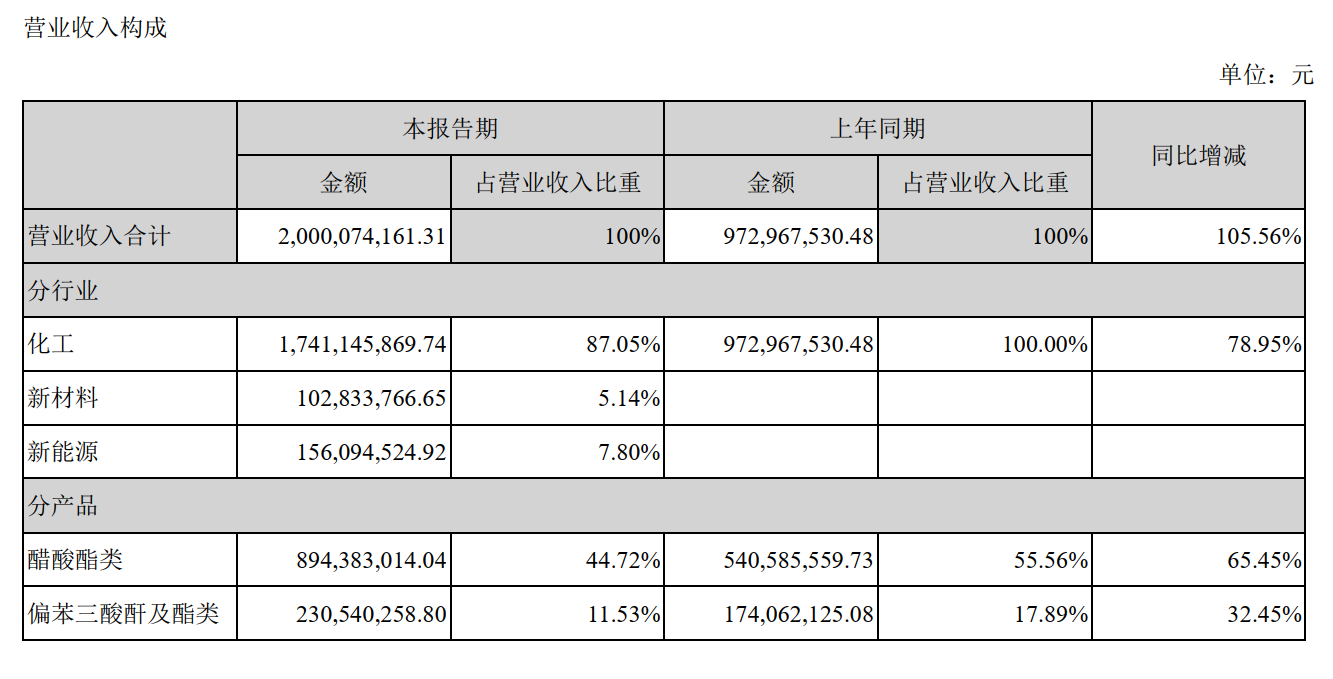 营业收入构成
单位：元
本报告期 上年同期 同比增减
金额 占营业收入比重 金额 占营业收入比重
营业收入合计 2,000,074,161.31 100% 972,967,530.48 100% 105.56%
分行业
化工 1,741,145,869.74 87.05% 972,967,530.48 100.00% 78.95%
新材料 102,833,766.65 5.14%
新能源 156,094,524.92 7.80%
分产品
醋酸酯类 894,383,014.04 44.72% 540,585,559.73 55.56% 65.45%
偏苯三酸酐及酯类 230,540,258.80 11.53% 174,062,125.08 17.89% 32.45%